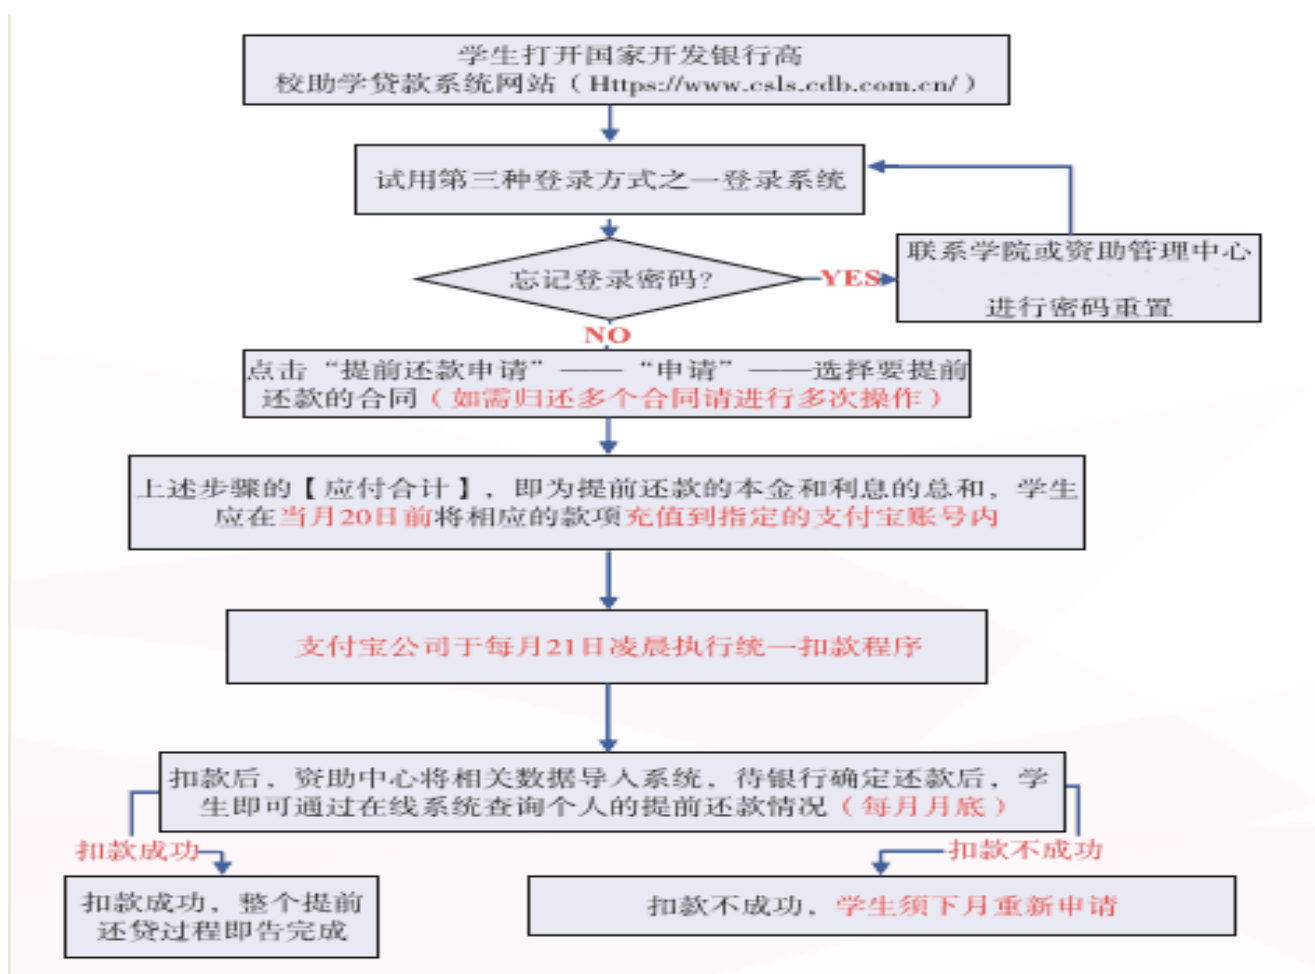 学生打开国家开发银行高
校助学贷款系统网站（Https://www.csls.cdb.com.cn/）
试用第三种登录方式之一登录系统
忘记登录密码?
YES
联系学院或资助管理中心
进行密码重置
NO
点击“提前还款申请”——“申请”——选择要提前
还款的合同（如需归还多个合同请进行多次操作）
上述步骤的【应付合计】，即为提前还款的本金和利息的总和，学生
应在当月20日前将相应的款项充值到指定的支付宝账号内
支付宝公司于每月21日凌晨执行统一扣款程序
扣款后，资助中心将相关数据导入系统，待银行确定还款后，学
生即可通过在线系统查询个人的提前还款情况（每月月底）
扣款成功
扣款不成功
扣款成功，整个提前
还贷过程即告完成
扣款不成功，学生须下月重新申请